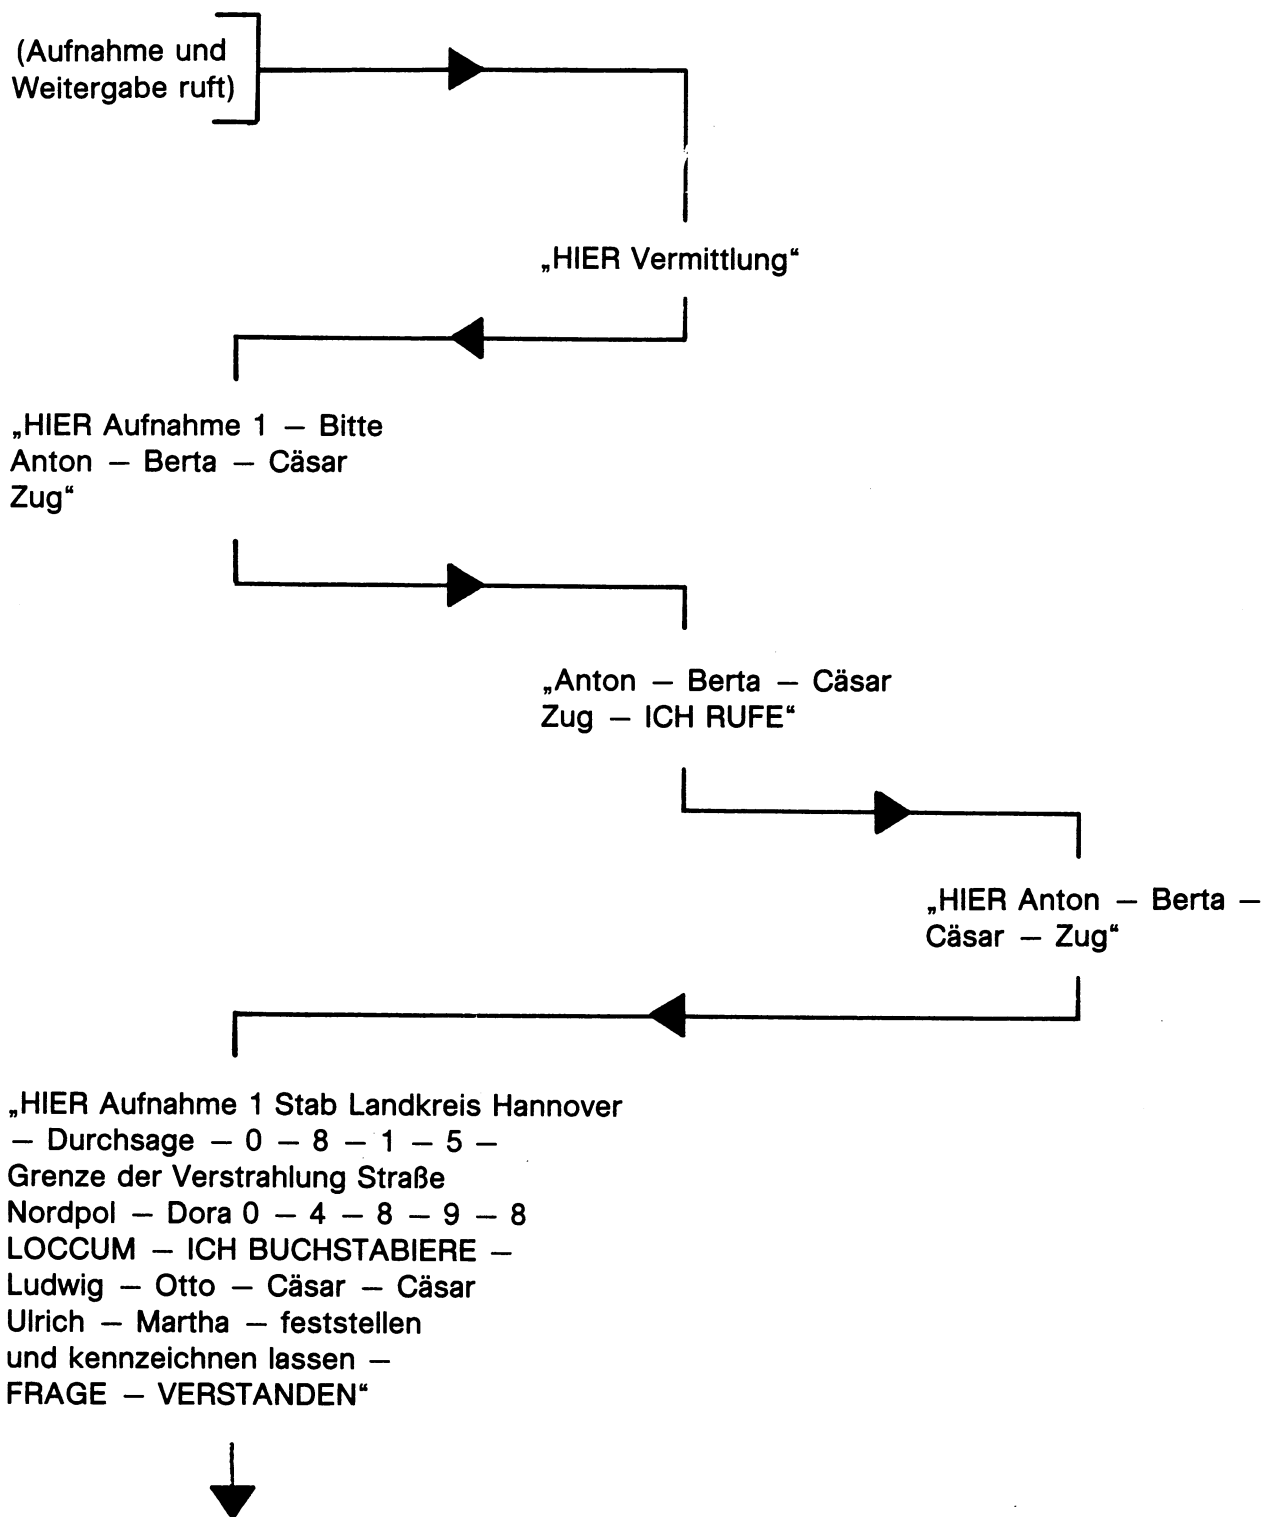 (Aufnahme und
Weitergabe ruft)
„HIER Vermittlung“
„HIER Aufnahme 1 — Bitte
Anton — Berta — Cäsar
Zug“
„Anton — Berta — Cäsar
Zug — ICH RUFE“
„HIER Anton — Berta —
Cäsar — Zug“
„HIER Aufnahme 1 Stab Landkreis Hannover
— Durchsage — 0 — 8 — 1 — 5 —
Grenze der Verstrahlung Straße
Nordpol — Dora 0 — 4 — 8 — 9 — 8
LOCCUM — ICH BUCHSTABIERE —
Ludwig — Otto — Cäsar — Cäsar
Ulrich — Martha — feststellen
und kennzeichnen lassen —
FRAGE — VERSTANDEN“